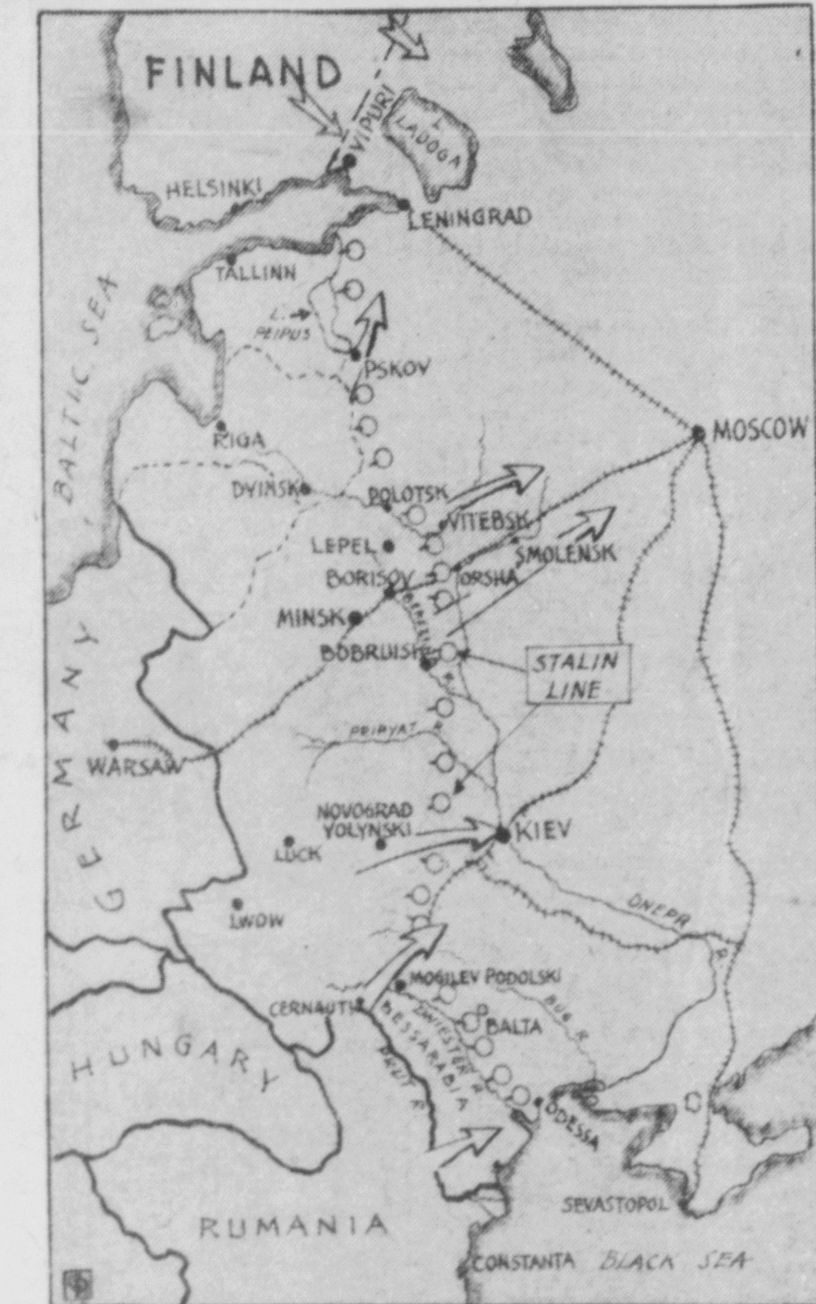 FINLAND
VIPURI
L.
LADOGA
HELSINKI
LENINGRAD
TALLINN
L.
PEIPUS
PSKOV
BALTIC SEA
RIGA
MOSCOW
DVINSK
POLOTSK
VITEBSK
LEPEL
SMOLENSK
BORISOV
ORSHA
MINSK
BOBRUISK
STALIN
LINE
GERMANY
PRIPYAT
R.
WARSAW
NOVOGRAD
VOLYNSKI
KIEV
LUCK
DNEPR
R.
LWOW
MOGILEV PODOLSKI
CERNAUTI
BUG R.
BALTA
DNIESTER R.
BESSARABIA
PRUT R.
HUNGARY
ODESSA
RUMANIA
SEVASTOPOL
CONSTANTA
BLACK SEA